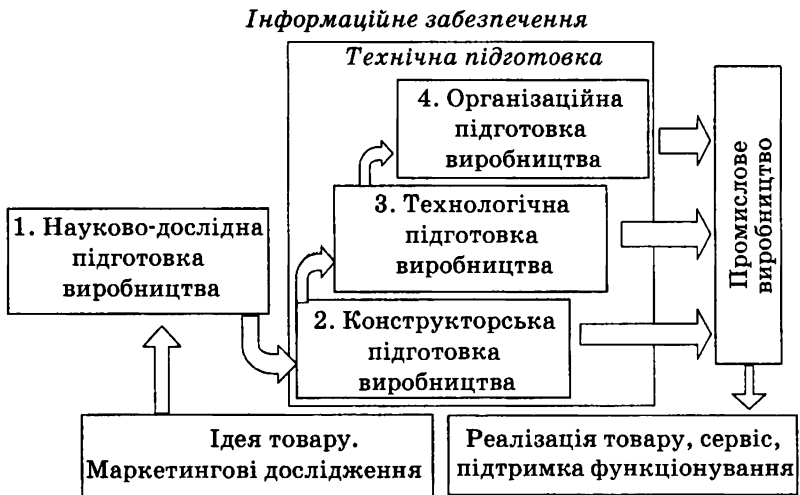 Інформаційне забезпечення
Технічна підготовка
4. Організаційна
підготовка
виробництва
3. Технологічна
підготовка
виробництва
1. Науково-дослідна
підготовка
виробництва
2. Конструкторська
підготовка
виробництва
Промислове
виробництво
Ідея товару.
Маркетингові дослідження
Реалізація товару, сервіс,
підтримка функціонування